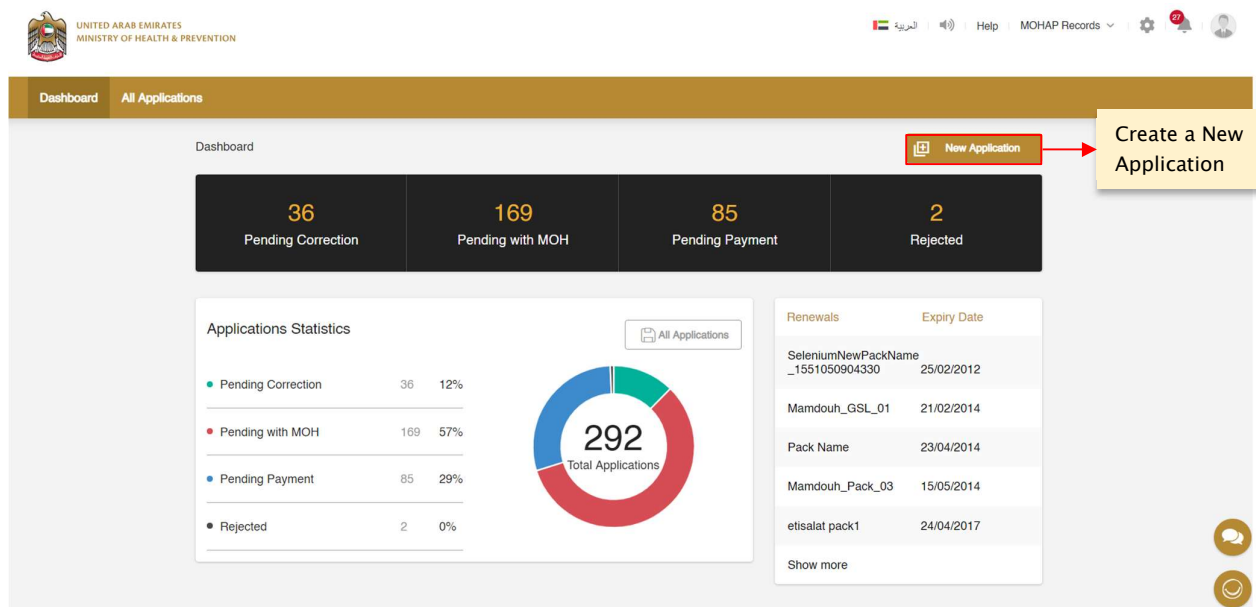 UNITED ARAB EMIRATES
MINISTRY OF HEALTH & PREVENTION
العربية
Help
MOHAP Records
27
Dashboard
All Applications
Dashboard
New Application
Create a New
Application
36
Pending Correction
169
Pending with MOH
85
Pending Payment
2
Rejected
Applications Statistics
All Applications
Pending Correction 36 12%
Pending with MOH 169 57%
Pending Payment 85 29%
Rejected 2 0%
292
Total Applications
Renewals Expiry Date
SeleniumNewPackName
_1551050904330 25/02/2012
Mamdouh_GSL_01 21/02/2014
Pack Name 23/04/2014
Mamdouh_Pack_03 15/05/2014
etisalat pack1 24/04/2017
Show more